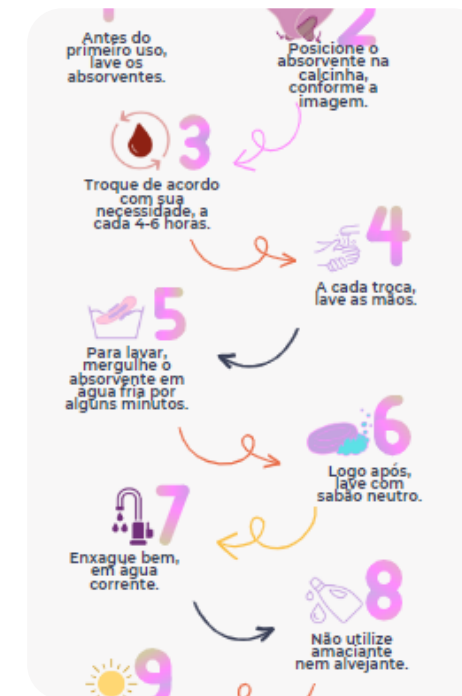 1
Antes do
primeiro uso,
lave os
absorventes.
2
Posicione o
absorvente na
calcinha,
conforme a
imagem.
3
Troque de acordo
com sua
necessidade, a
cada 4-6 horas.
4
A cada troca,
lave as mãos.
5
Para lavar,
mergulhe o
absorvente em
água fria por
alguns minutos.
6
Logo após,
lave com
sabão neutro.
7
Enxague bem,
em água
corrente.
8
Não utilize
amaciante
nem alvejante.
9